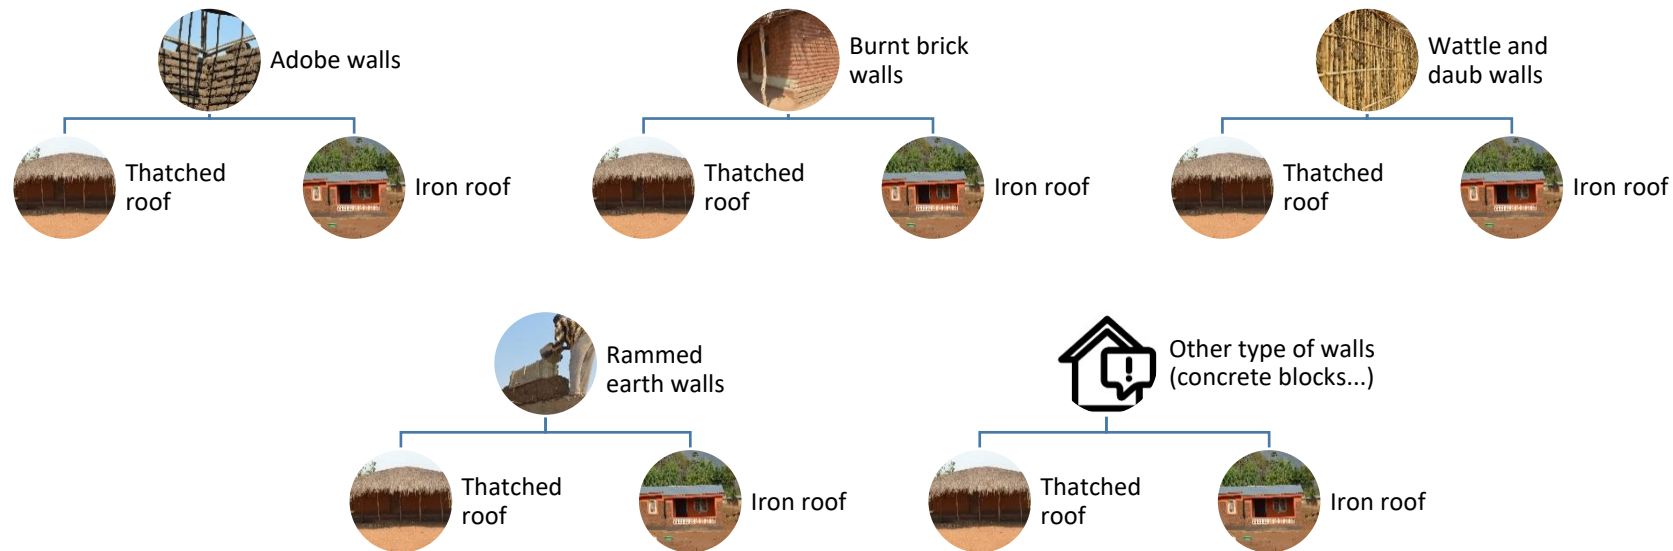 Adobe walls
Burnt brick
walls
Wattle and
daub walls
Thatched
roof
Iron roof
Thatched
roof
Iron roof
Thatched
roof
Iron roof
Rammed
earth walls
Other type of walls
(concrete blocks...)
Thatched
roof
Iron roof
Thatched
roof
Iron roof